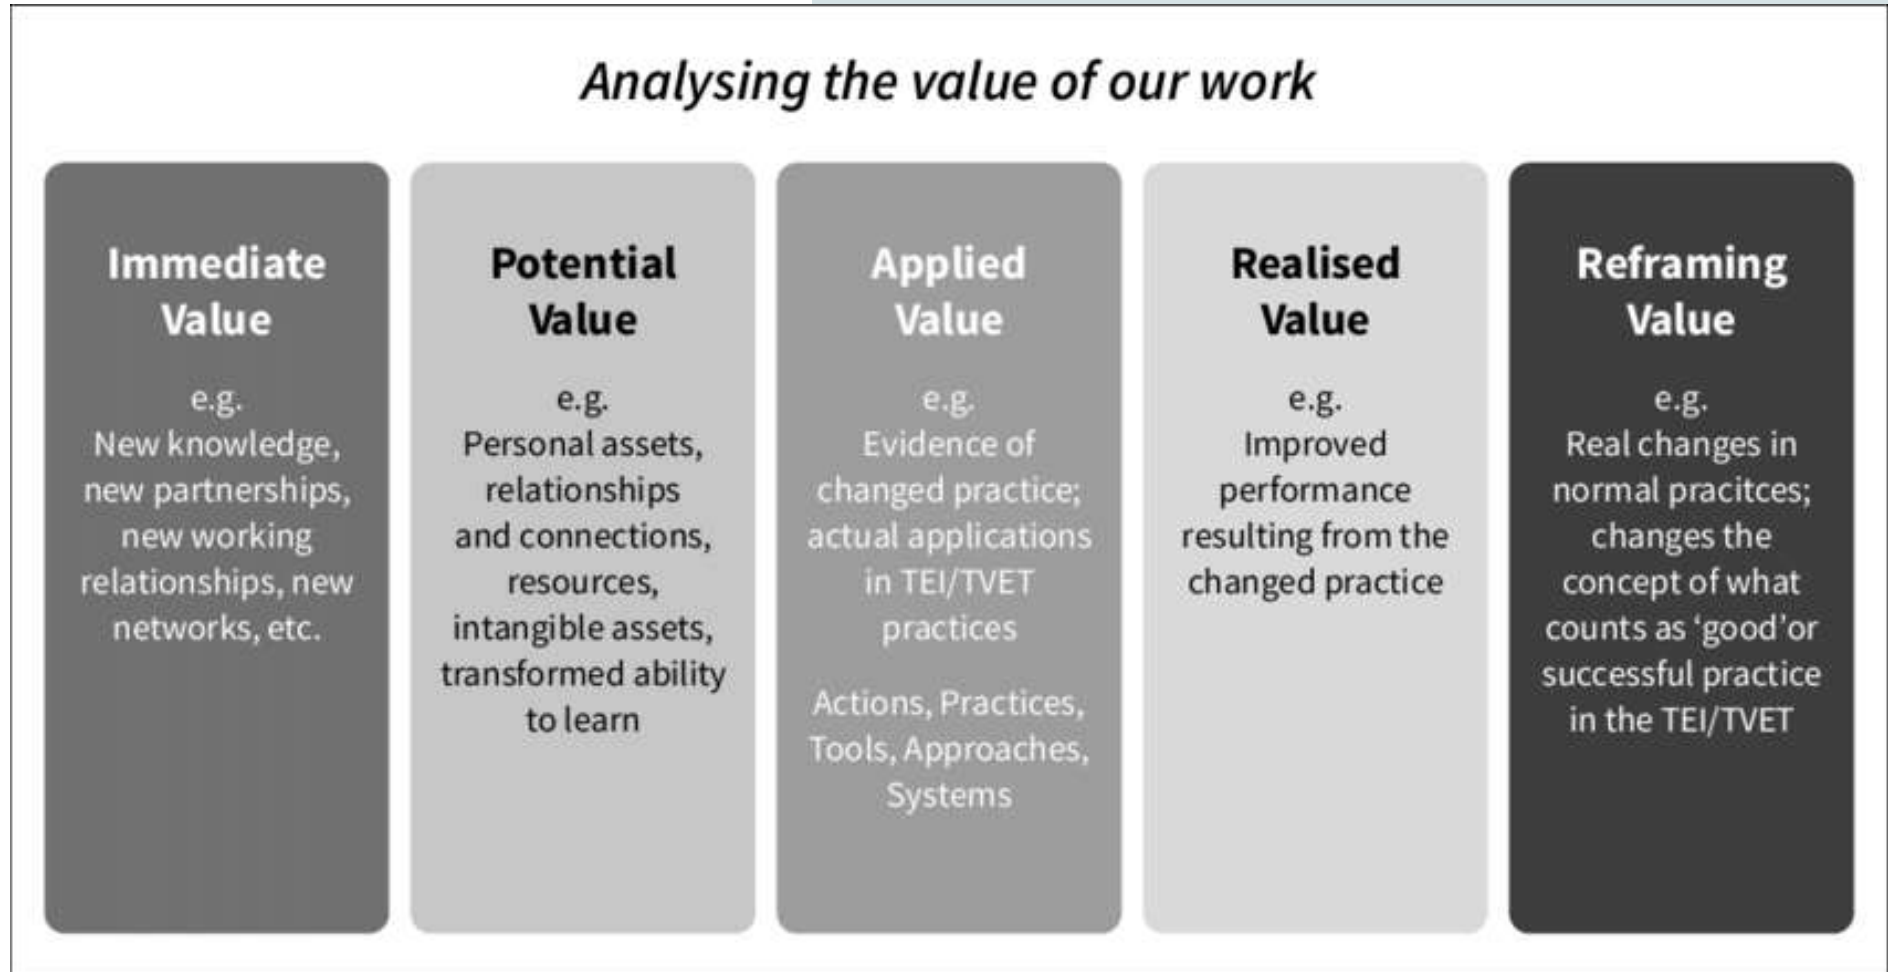 Analysing the value of our work
Immediate
Value
e.g.
New knowledge,
new partnerships,
new working
relationships, new
networks, etc.
Potential
Value
e.g.
Personal assets,
relationships
and connections,
resources,
intangible assets,
transformed ability
to learn
Applied
Value
e.g.
Evidence of
changed practice;
actual applications
in TEI/TVET
practices
Actions, Practices,
Tools, Approaches,
Systems
Realised
Value
e.g.
Improved
performance
resulting from the
changed practice
Reframing
Value
e.g.
Real changes in
normal pracitces;
changes the
concept of what
counts as ‘good’or
successful practice
in the TEI/TVET